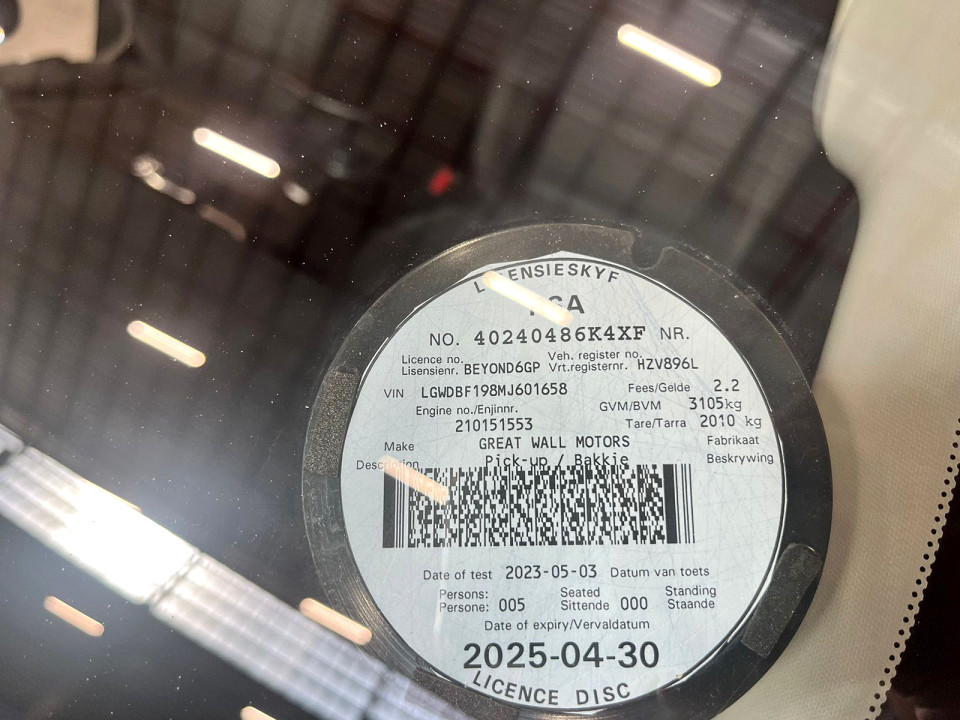 LISENSIESKYF
RSA
NO. 40240486K4XF NR.
Licence no. Veh. register no.
Lisensienr. BEYOND6GP Vrt.registernr. HZV896L
VIN LGWDBF198MJ601658 Fees/Gelde 2.2
Engine no./Enjinnr. GVM/BVM 3105kg
210151553 Tare/Tarra 2010 kg
Make GREAT WALL MOTORS Fabrikaat
Description Pick-up / Bakkie Beskrywing
Date of test 2023-05-03 Datum van toets
Persons: Seated Standing
Persone: 005 Sittende 000 Staande
Date of expiry/Vervaldatum
2025-04-30
LICENCE DISC